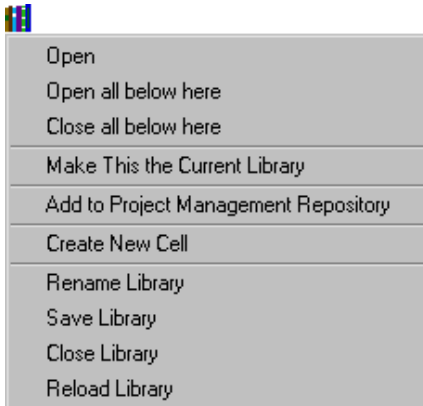 Open
Open all below here
Close all below here
Make This the Current Library
Add to Project Management Repository
Create New Cell
Rename Library
Save Library
Close Library
Reload Library